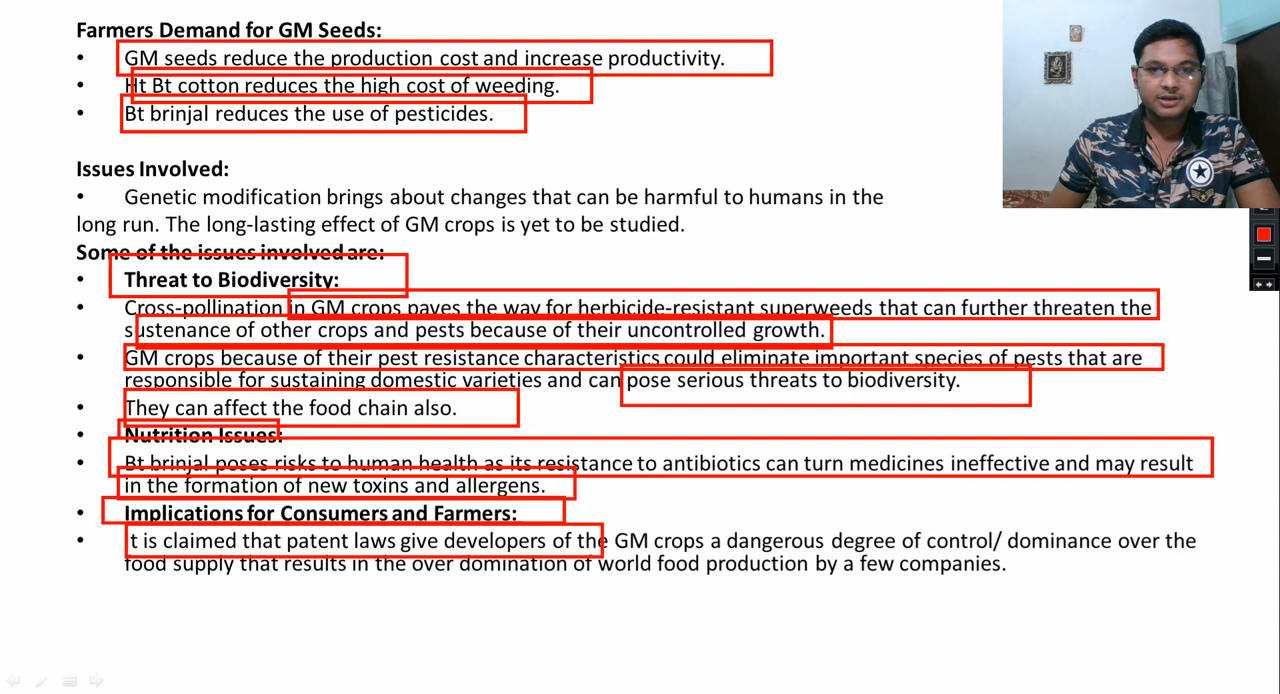 Farmers Demand for GM Seeds:
• GM seeds reduce the production cost and increase productivity.
• Ht Bt cotton reduces the high cost of weeding.
• Bt brinjal reduces the use of pesticides.
Issues Involved:
• Genetic modification brings about changes that can be harmful to humans in the
long run. The long-lasting effect of GM crops is yet to be studied.
Some of the issues involved are:
• Threat to Biodiversity:
• Cross-pollination in GM crops paves the way for herbicide-resistant superweeds that can further threaten the
sustenance of other crops and pests because of their uncontrolled growth.
• GM crops because of their pest resistance characteristics could eliminate important species of pests that are
responsible for sustaining domestic varieties and can pose serious threats to biodiversity.
• They can affect the food chain also.
• Nutrition Issues:
• Bt brinjal poses risks to human health as its resistance to antibiotics can turn medicines ineffective and may result
in the formation of new toxins and allergens.
• Implications for Consumers and Farmers:
• It is claimed that patent laws give developers of the GM crops a dangerous degree of control/ dominance over the
food supply that results in the over domination of world food production by a few companies.